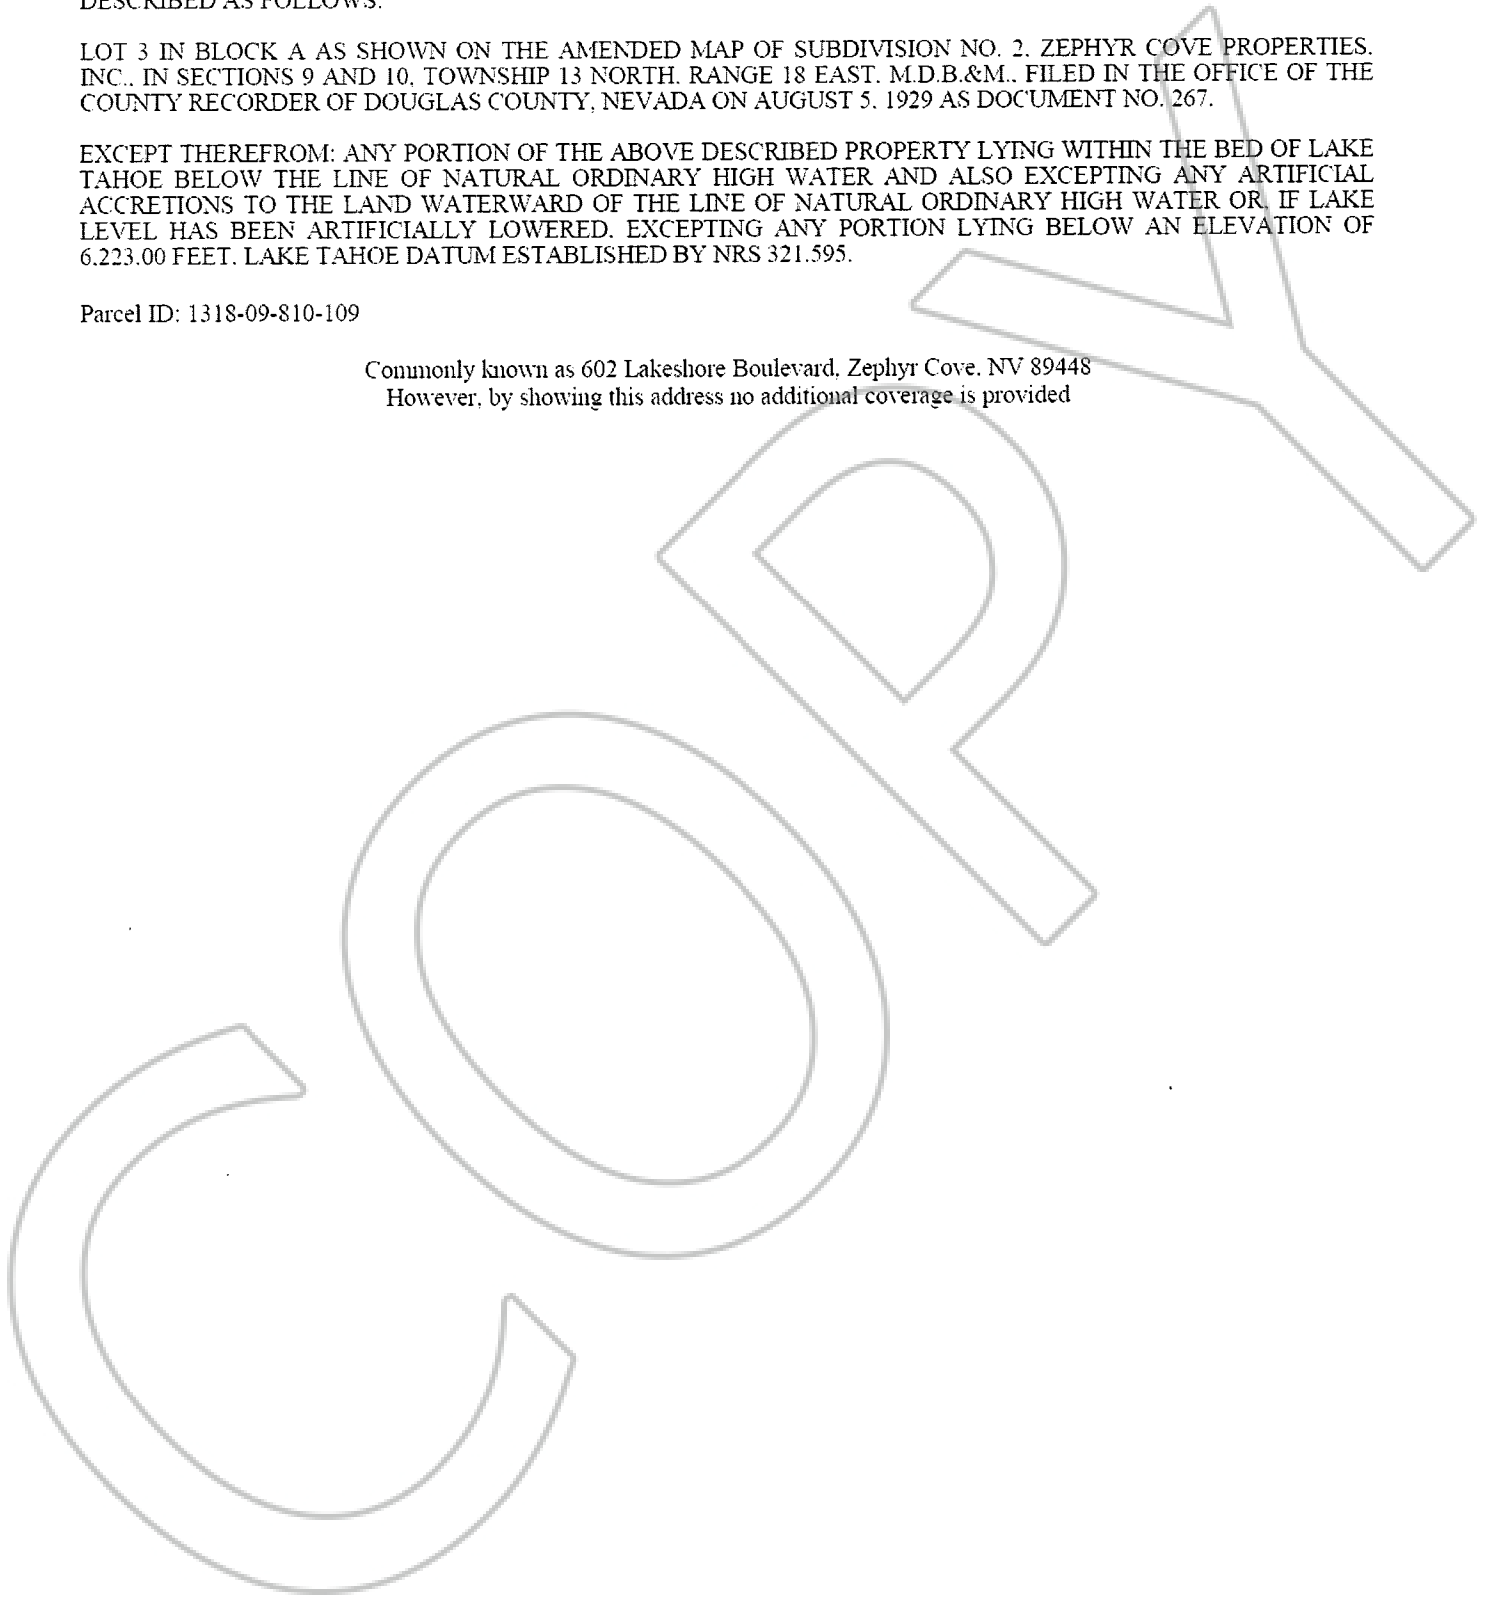 DESCRIBED AS FOLLOWS:
LOT 3 IN BLOCK A AS SHOWN ON THE AMENDED MAP OF SUBDIVISION NO. 2. ZEPHYR COVE PROPERTIES.
INC.. IN SECTIONS 9 AND 10, TOWNSHIP 13 NORTH. RANGE 18 EAST. M.D.B.&M.. FILED IN THE OFFICE OF THE
COUNTY RECORDER OF DOUGLAS COUNTY, NEVADA ON AUGUST 5. 1929 AS DOCUMENT NO. 267.
EXCEPT THEREFROM: ANY PORTION OF THE ABOVE DESCRIBED PROPERTY LYING WITHIN THE BED OF LAKE
TAHOE BELOW THE LINE OF NATURAL ORDINARY HIGH WATER AND ALSO EXCEPTING ANY ARTIFICIAL
ACCRETIONS TO THE LAND WATERWARD OF THE LINE OF NATURAL ORDINARY HIGH WATER OR, IF LAKE
LEVEL HAS BEEN ARTIFICIALLY LOWERED. EXCEPTING ANY PORTION LYING BELOW AN ELEVATION OF
6.223.00 FEET. LAKE TAHOE DATUM ESTABLISHED BY NRS 321.595.
Parcel ID: 1318-09-810-109
Commonly known as 602 Lakeshore Boulevard, Zephyr Cove. NV 89448
However, by showing this address no additional coverage is provided
COPY